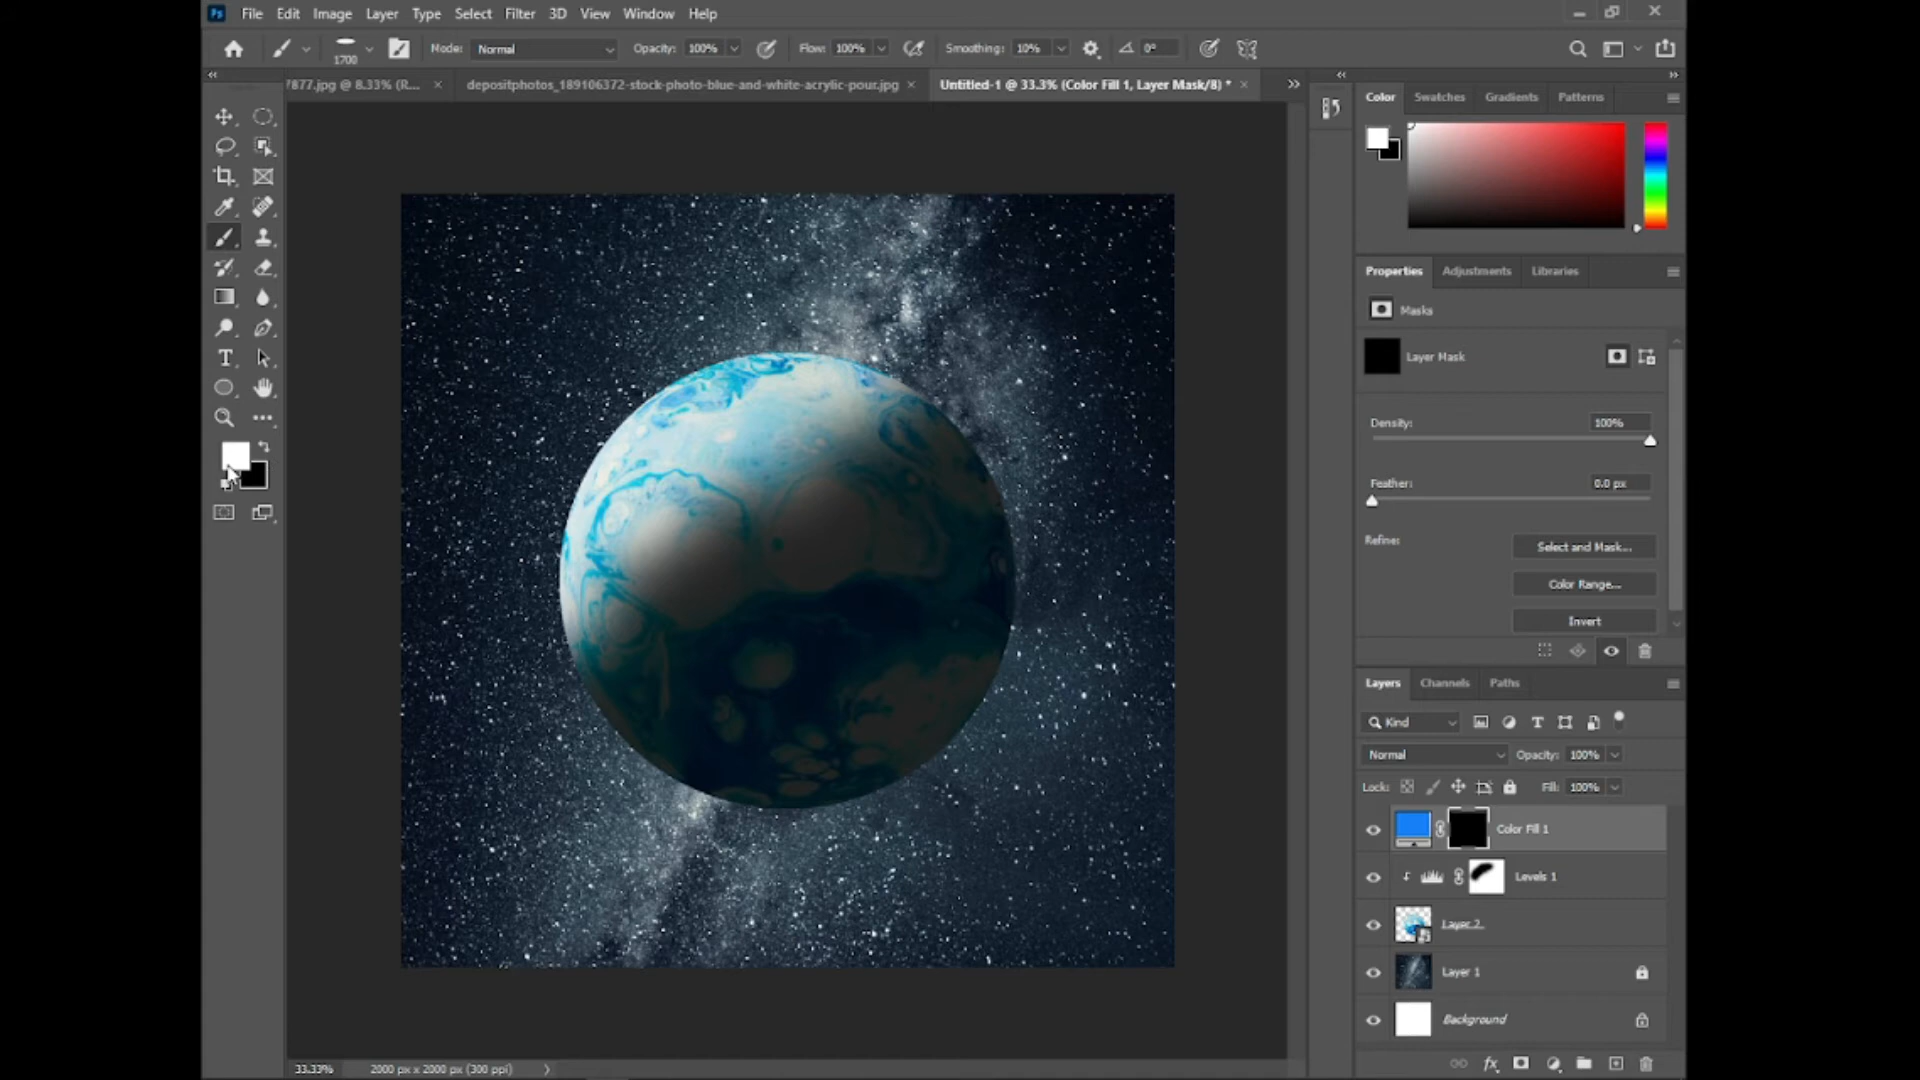 Ps File Edit Image Layer Type Select Filter 3D View Window Help
1700 Mode: Normal Opacity: 100% Flow: 100% Smoothing: 10% 0°
7877.jpg @ 8.33% (R... × depositphotos_189106372-stock-photo-blue-and-white-acrylic-pour.jpg × Untitled-1 @ 33.3% (Color Fill 1, Layer Mask/8) * ×
Color Swatches Gradients Patterns
Properties Adjustments Libraries
Masks
Layer Mask
Density: 100%
Feather: 0.0 px
Refine: Select and Mask...
Color Range...
Invert
Layers Channels Paths
Kind
Normal Opacity: 100%
Lock: Fill: 100%
Color Fill 1
Levels 1
Layer 2
Layer 1
Background
33.33% 2000 px x 2000 px (300 ppi)